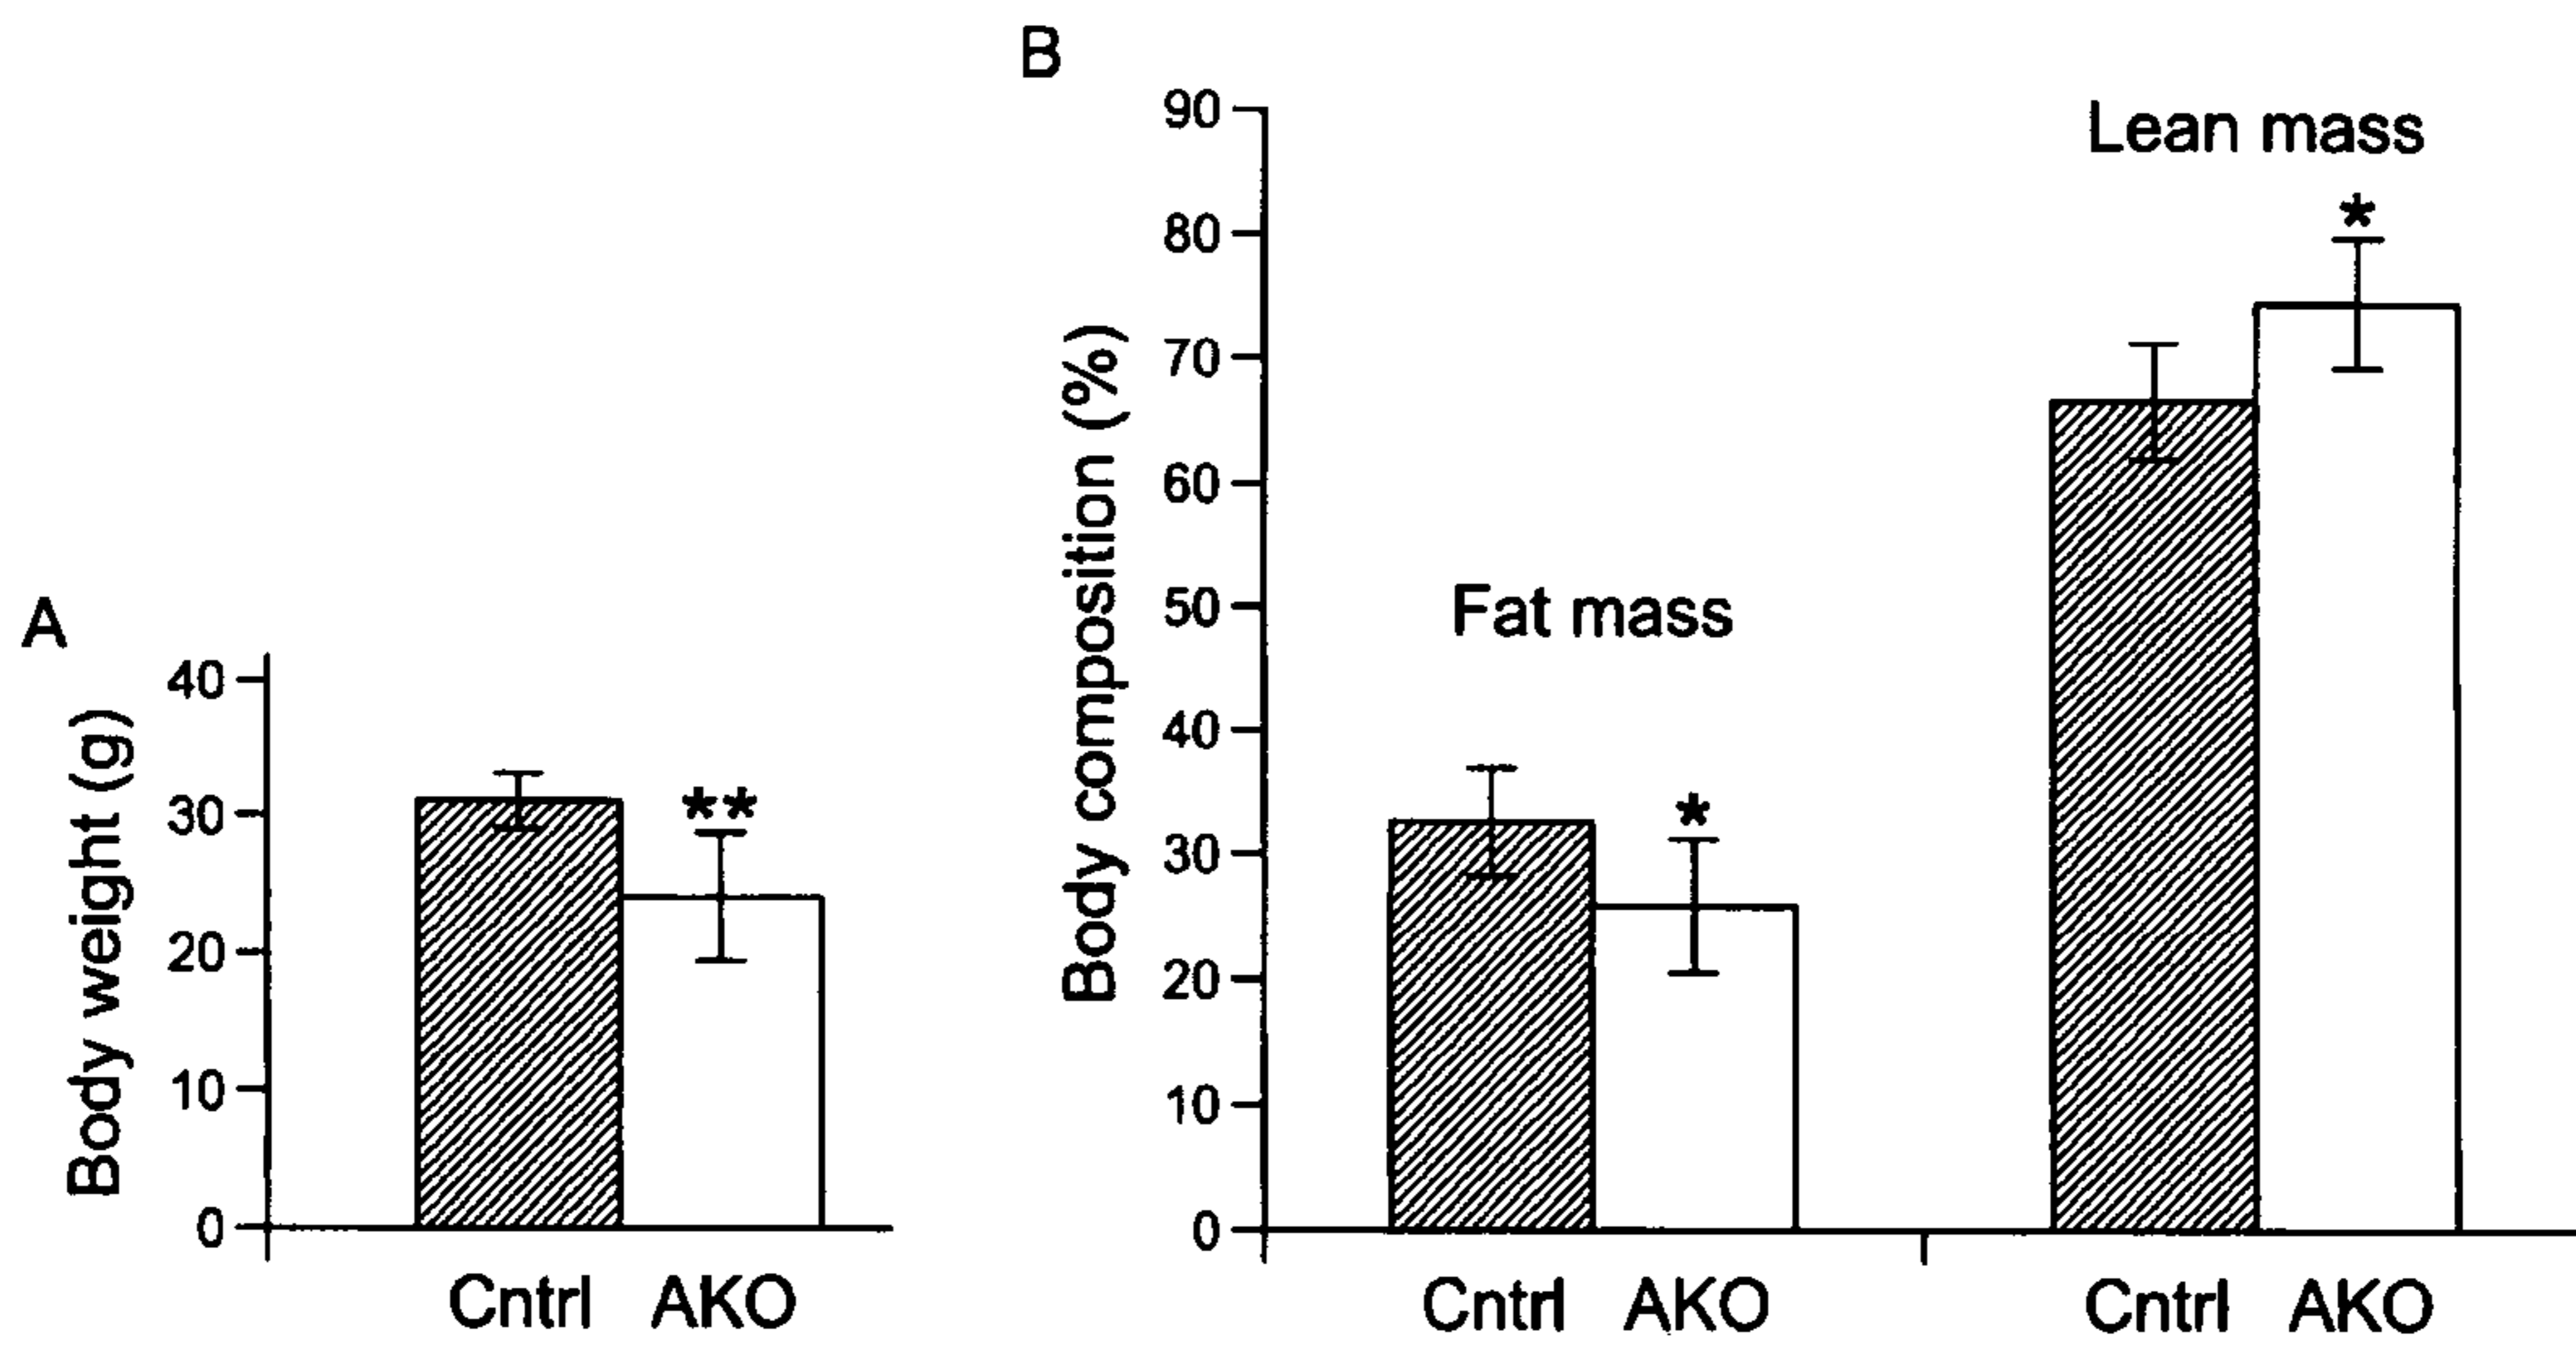 A
Body weight (g)
40
30
20
10
0
**
Cntrl AKO
B
Body composition (%)
90
80
70
60
50
40
30
20
10
0
Fat mass
*
Lean mass
*
Cntrl AKO
Cntrl AKO